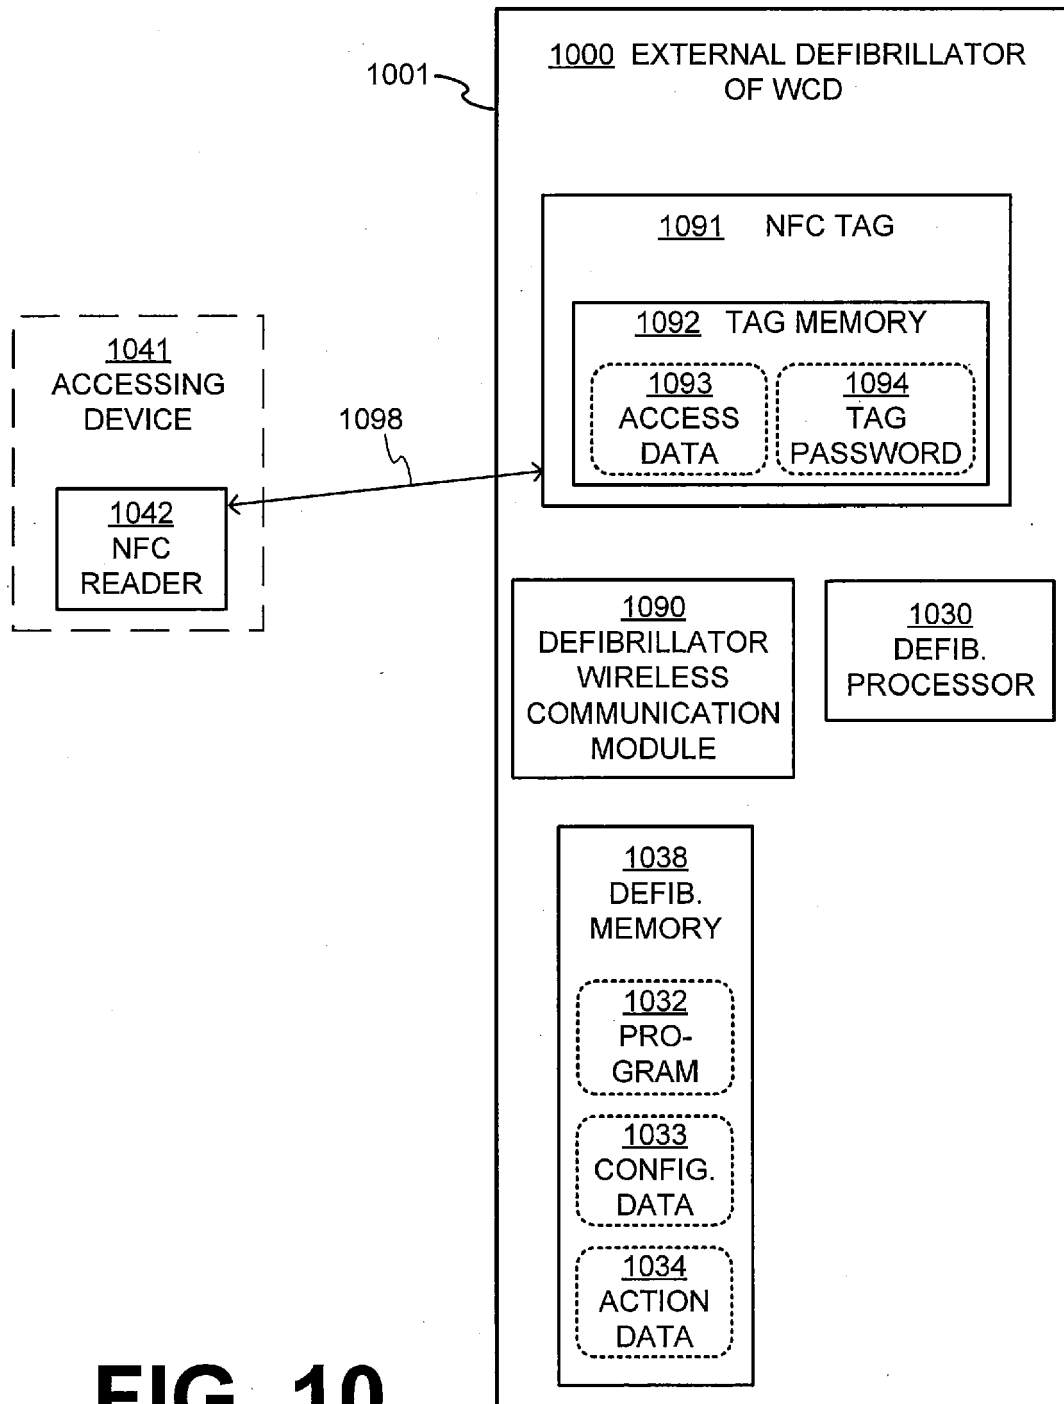 1000 EXTERNAL DEFIBRILLATOR
OF WCD
1001
1091 NFC TAG
1092 TAG MEMORY
1093
ACCESS
DATA
1094
TAG
PASSWORD
1041
ACCESSING
DEVICE
1098
1042
NFC
READER
1090
DEFIBRILLATOR
WIRELESS
COMMUNICATION
MODULE
1030
DEFIB.
PROCESSOR
1038
DEFIB.
MEMORY
1032
PRO-
GRAM
1033
CONFIG.
DATA
1034
ACTION
DATA
FIG. 10